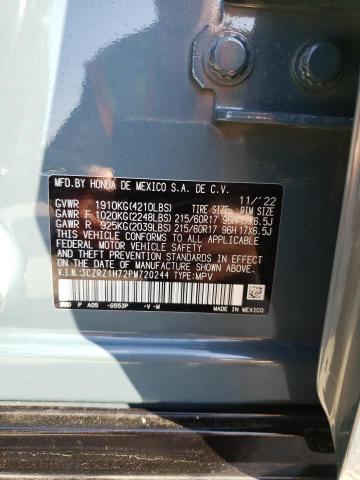 MFD.BY HONDA DE MEXICO S.A. DE C.V. 11/'22
GVWR 1910KG(4210LBS) TIRE SIZE RIM SIZE
GAWR F 1020KG(2248LBS) 215/60R17 96H 17X6.5J
GAWR R 925KG(2039LBS) 215/60R17 96H 17X6.5J
THIS VEHICLE CONFORMS TO ALL APPLICABLE
FEDERAL MOTOR VEHICLE SAFETY AND
THEFT PREVENTION STANDARDS IN EFFECT ON
THE DATE OF MANUFACTURE SHOWN ABOVE.
V.I.N.:3CZRZ1H72PM720244 TYPE:MPV
P A05 -G553P -V -M
MADE IN MEXICO